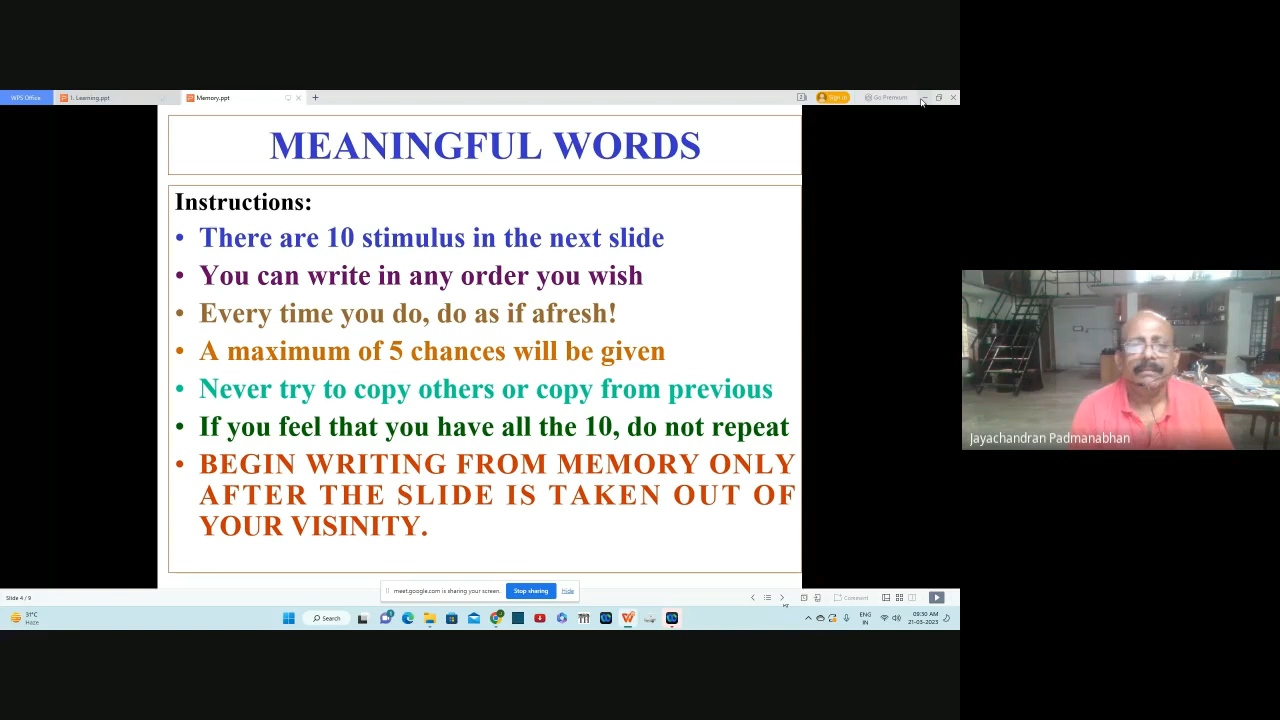 WPS Office
1. Learning.ppt
Memory.ppt
+
2
Sign in
Go Premium
MEANINGFUL WORDS
Instructions:
• There are 10 stimulus in the next slide
• You can write in any order you wish
• Every time you do, do as if afresh!
• A maximum of 5 chances will be given
• Never try to copy others or copy from previous
• If you feel that you have all the 10, do not repeat
• BEGIN WRITING FROM MEMORY ONLY
AFTER THE SLIDE IS TAKEN OUT OF
YOUR VISINITY.
Jayachandran Padmanabhan
meet.google.com is sharing your screen.
Stop sharing
Hide
Slide 4 / 9
Comment
31°C
Haze
Search
ENG
IN
09:30 AM
21-03-2023